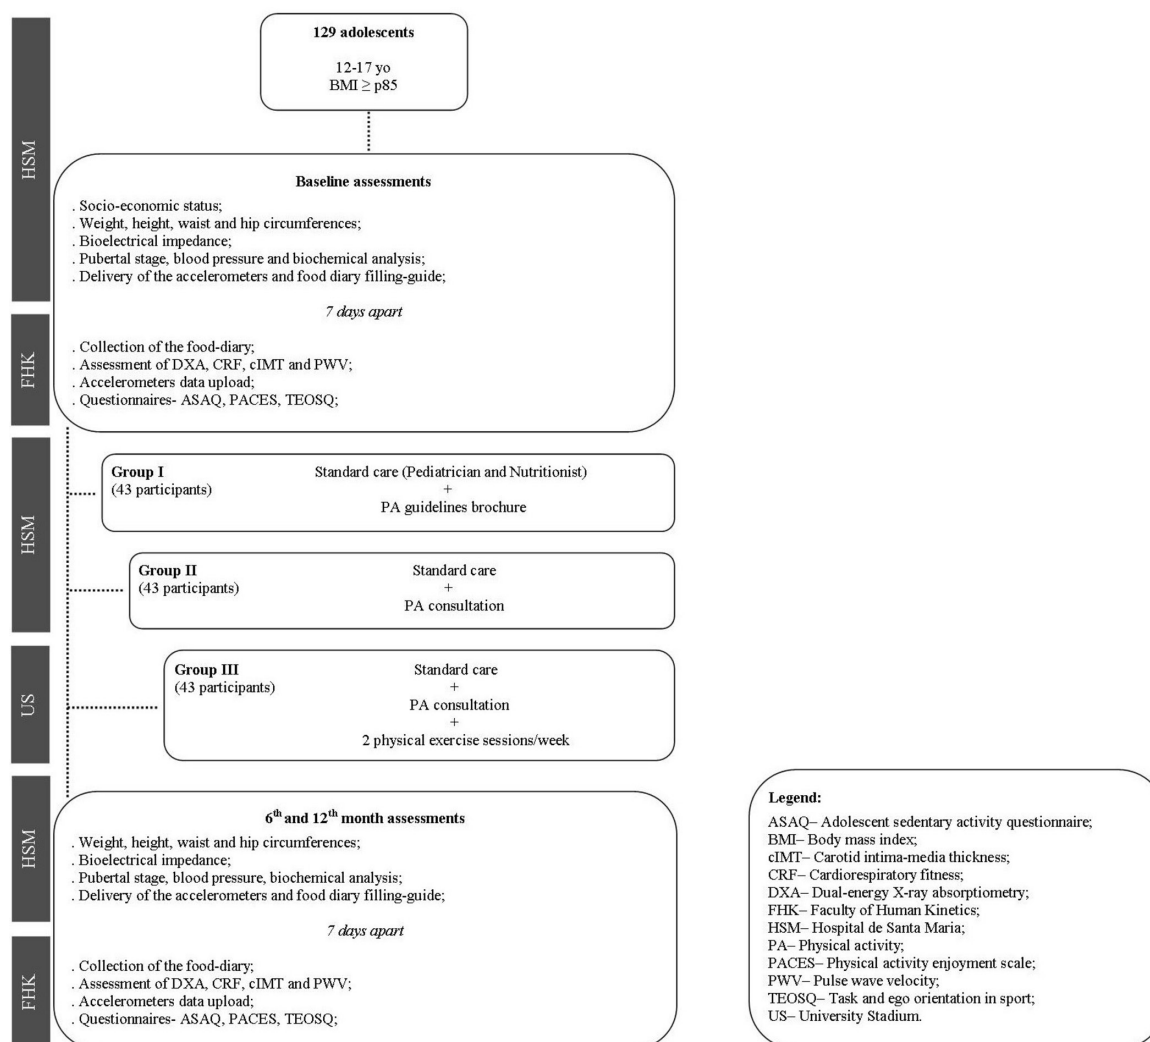 129 adolescents
12-17 yo
BMI ≥ p85
HSM
Baseline assessments
. Socio-economic status;
. Weight, height, waist and hip circumferences;
. Bioelectrical impedance;
. Pubertal stage, blood pressure and biochemical analysis;
. Delivery of the accelerometers and food diary filling-guide;
7 days apart
FHK
. Collection of the food-diary;
. Assessment of DXA, CRF, cIMT and PWV;
. Accelerometers data upload;
. Questionnaires- ASAQ, PACES, TEOSQ;
HSM
Group I
(43 participants)
Standard care (Pediatrician and Nutritionist)
+
PA guidelines brochure
Group II
(43 participants)
Standard care
+
PA consultation
US
Group III
(43 participants)
Standard care
+
PA consultation
+
2 physical exercise sessions/week
HSM
6th and 12th month assessments
. Weight, height, waist and hip circumferences;
. Bioelectrical impedance;
. Pubertal stage, blood pressure, biochemical analysis;
. Delivery of the accelerometers and food diary filling-guide;
7 days apart
FHK
. Collection of the food-diary;
. Assessment of DXA, CRF, cIMT and PWV;
. Accelerometers data upload;
. Questionnaires- ASAQ, PACES, TEOSQ;
Legend:
ASAQ– Adolescent sedentary activity questionnaire;
BMI– Body mass index;
cIMT– Carotid intima-media thickness;
CRF– Cardiorespiratory fitness;
DXA– Dual-energy X-ray absorptiometry;
FHK– Faculty of Human Kinetics;
HSM– Hospital de Santa Maria;
PA– Physical activity;
PACES– Physical activity enjoyment scale;
PWV– Pulse wave velocity;
TEOSQ– Task and ego orientation in sport;
US– University Stadium.